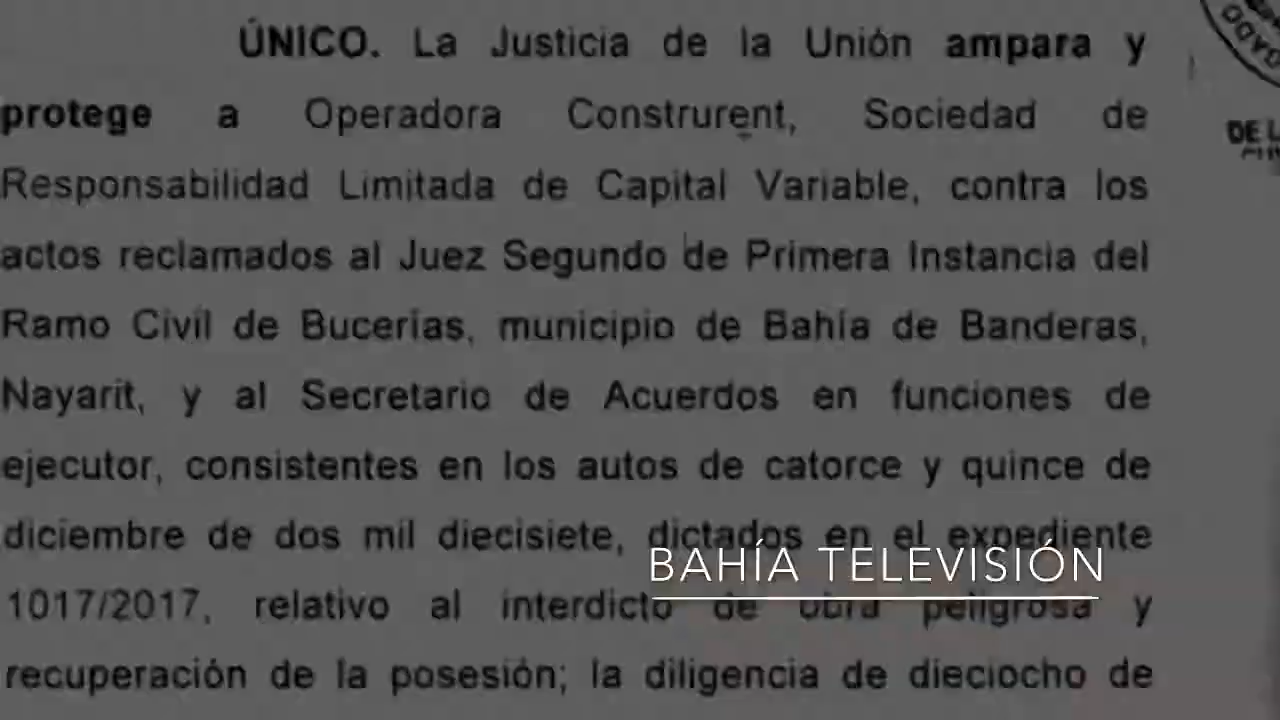 ÚNICO. La Justicia de la Unión ampara y
protege a Operadora Construrent, Sociedad de
Responsabilidad Limitada de Capital Variable, contra los
actos reclamados al Juez Segundo de Primera Instancia del
Ramo Civil de Bucerías, municipio de Bahía de Banderas,
Nayarit, y al Secretario de Acuerdos en funciones de
ejecutor, consistentes en los autos de catorce y quince de
diciembre de dos mil diecisiete, dictados en el expediente
1017/2017, relativo al interdicto de obra peligrosa y
recuperación de la posesión; la diligencia de dieciocho de
BAHÍA TELEVISIÓN
DE L